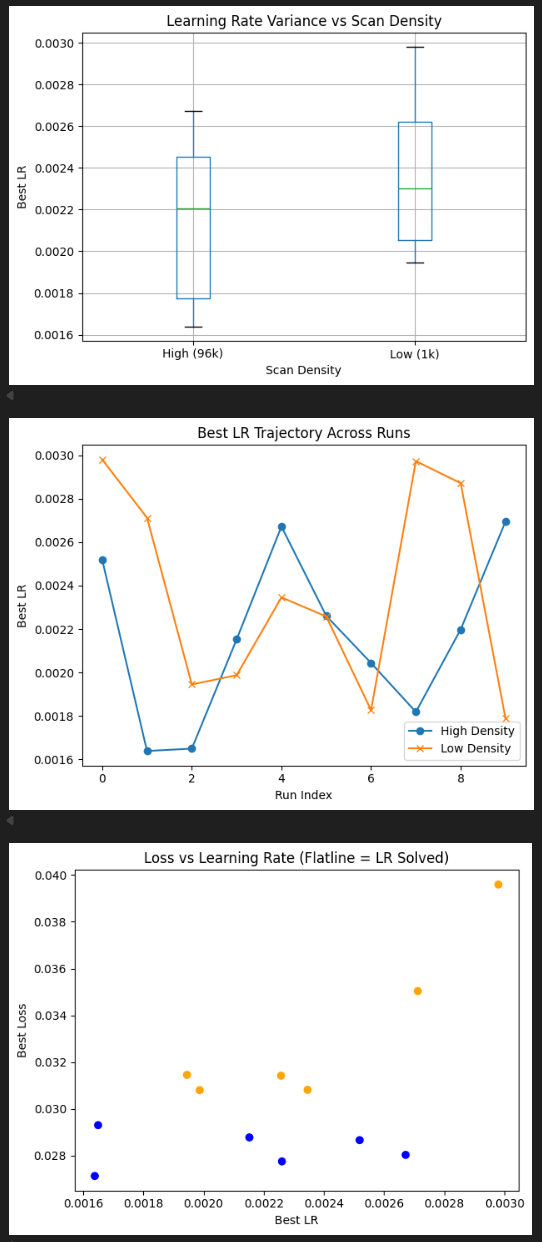 Learning Rate Variance vs Scan Density
0.0030
0.0028
0.0026
0.0024
0.0022
0.0020
0.0018
0.0016
Best LR
High (96k) Low (1k)
Scan Density
Best LR Trajectory Across Runs
0.0030
0.0028
0.0026
0.0024
0.0022
0.0020
0.0018
0.0016
Best LR
High Density
Low Density
0 2 4 6 8
Run Index
Loss vs Learning Rate (Flatline = LR Solved)
0.040
0.038
0.036
0.034
0.032
0.030
0.028
Best Loss
0.0016 0.0018 0.0020 0.0022 0.0024 0.0026 0.0028 0.0030
Best LR